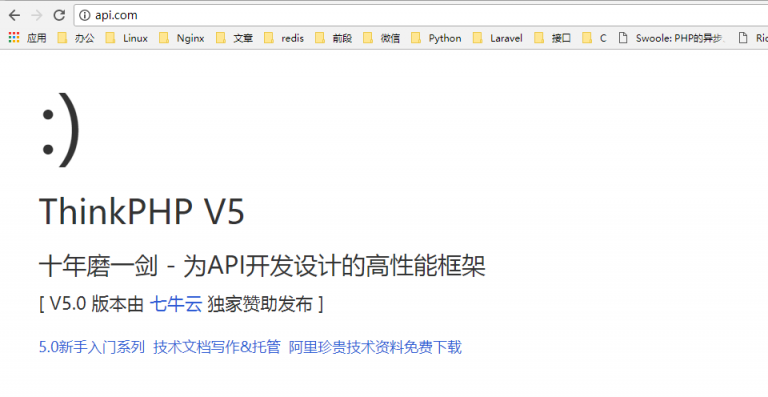 api.com
应用 办公 Linux Nginx 文章 redis 前段 微信 Python Laravel 接口 C Swoole: PHP的异步 Ric
:)
ThinkPHP V5
十年磨一剑 - 为API开发设计的高性能框架
[ V5.0 版本由 七牛云 独家赞助发布 ]
5.0新手入门系列 技术文档写作&托管 阿里珍贵技术资料免费下载